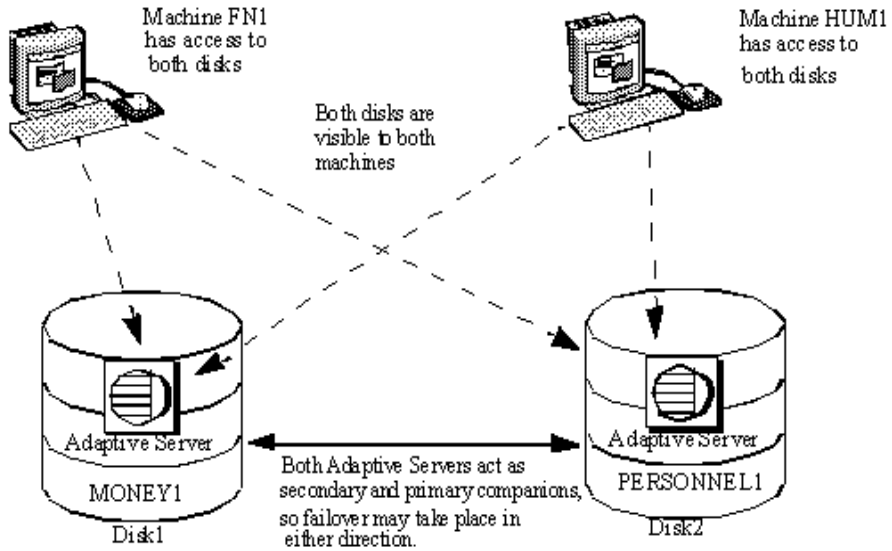 Machine FN1
has access to
both disks
Machine HUM1
has access to
both disks
Both disks are
visible to both
machines
Adaptive Server
MONEY1
Disk1
Adaptive Server
PERSONNEL1
Disk2
Both Adaptive Servers act as
secondary and primary companions,
so failover may take place in
either direction.